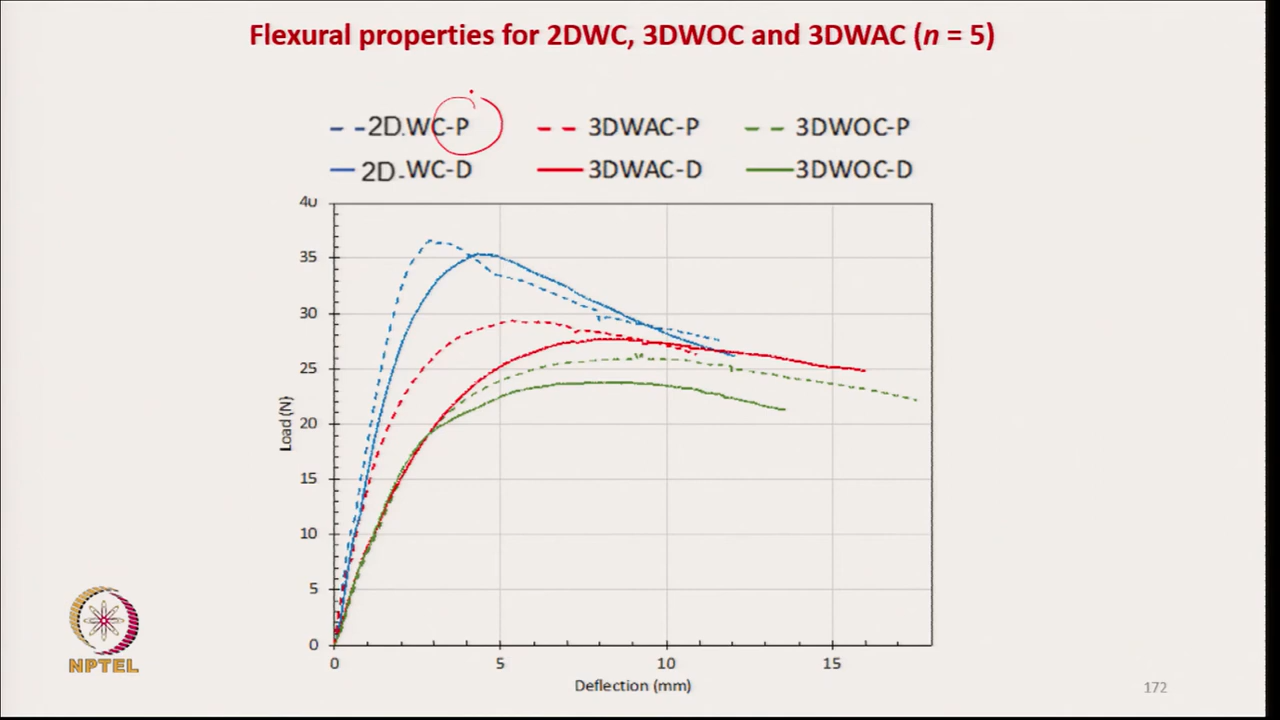 Flexural properties for 2DWC, 3DWOC and 3DWAC (n = 5)
2D.WC-P 3DWAC-P 3DWOC-P
2D-WC-D 3DWAC-D 3DWOC-D
40
35
30
25
20
15
10
5
0
Load (N)
0 5 10 15
Deflection (mm)
NPTEL
172